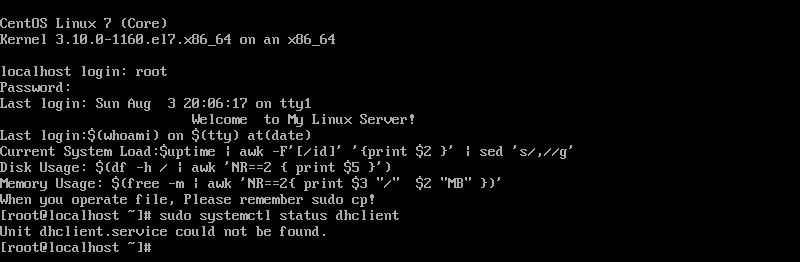 CentOS Linux 7 (Core)
Kernel 3.10.0-1160.el7.x86_64 on an x86_64
localhost login: root
Password:
Last login: Sun Aug  3 20:06:17 on tty1
Welcome  to My Linux Server!
Last login:$(whoami) on $(tty) at(date)
Current System Load:$uptime | awk -F'[/id]' '{print $2 }' | sed 's/,//g'
Disk Usage: $(df -h / | awk 'NR==2 { print $5 }')
Memory Usage: $(free -m | awk 'NR==2{ print $3 "/"  $2 "MB" })'
When you operate file, Please remember sudo cp!
[root@localhost ~]# sudo systemctl status dhclient
Unit dhclient.service could not be found.
[root@localhost ~]#